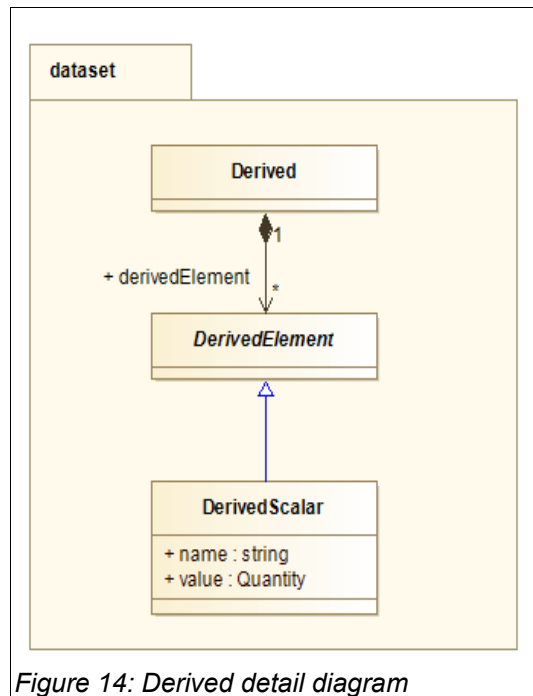 dataset
Derived
1
+ derivedElement
*
DerivedElement
DerivedScalar
+ name : string
+ value : Quantity
Figure 14: Derived detail diagram